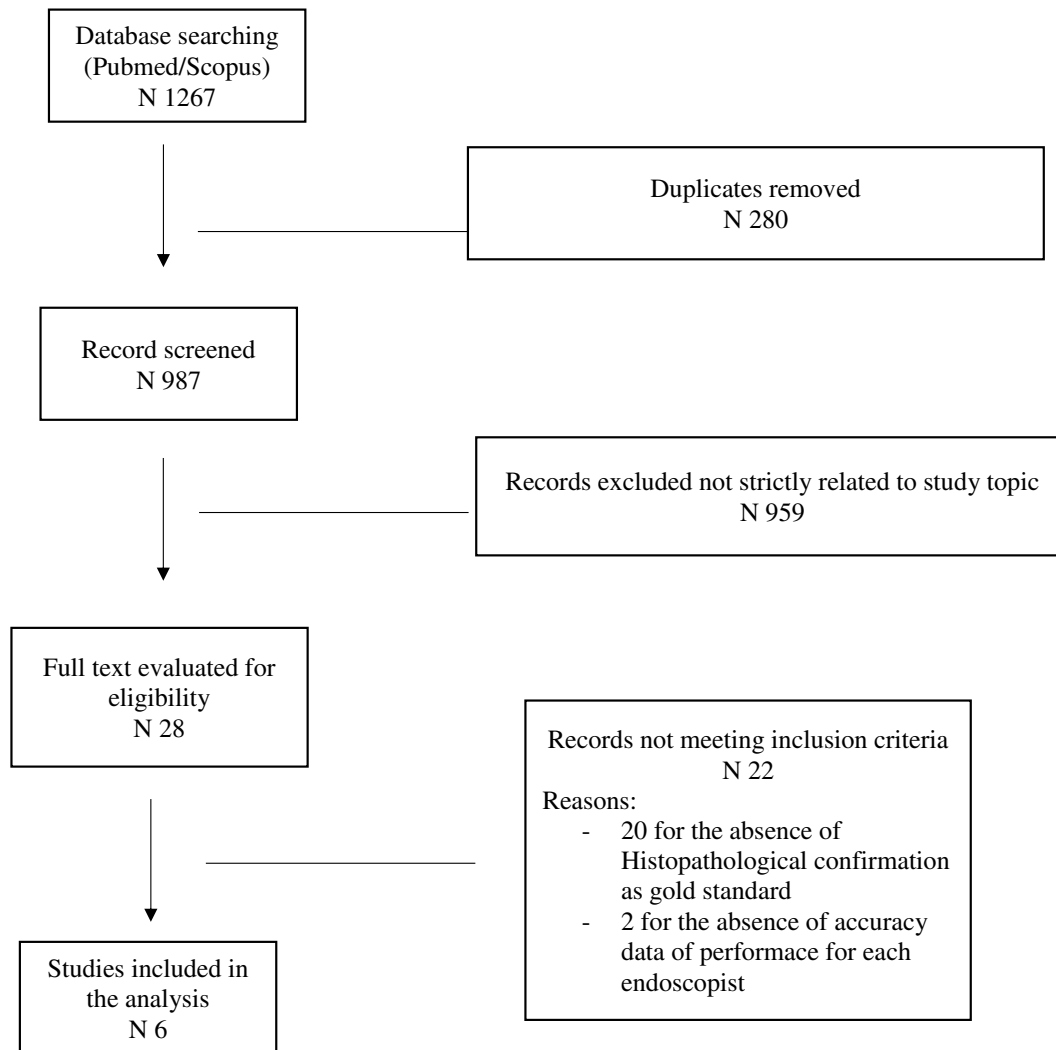 Database searching
(Pubmed/Scopus)
N 1267
Duplicates removed
N 280
Record screened
N 987
Records excluded not strictly related to study topic
N 959
Full text evaluated for
eligibility
N 28
Records not meeting inclusion criteria
N 22
Reasons:
- 20 for the absence of
Histopathological confirmation
as gold standard
- 2 for the absence of accuracy
data of performace for each
endoscopist
Studies included in
the analysis
N 6